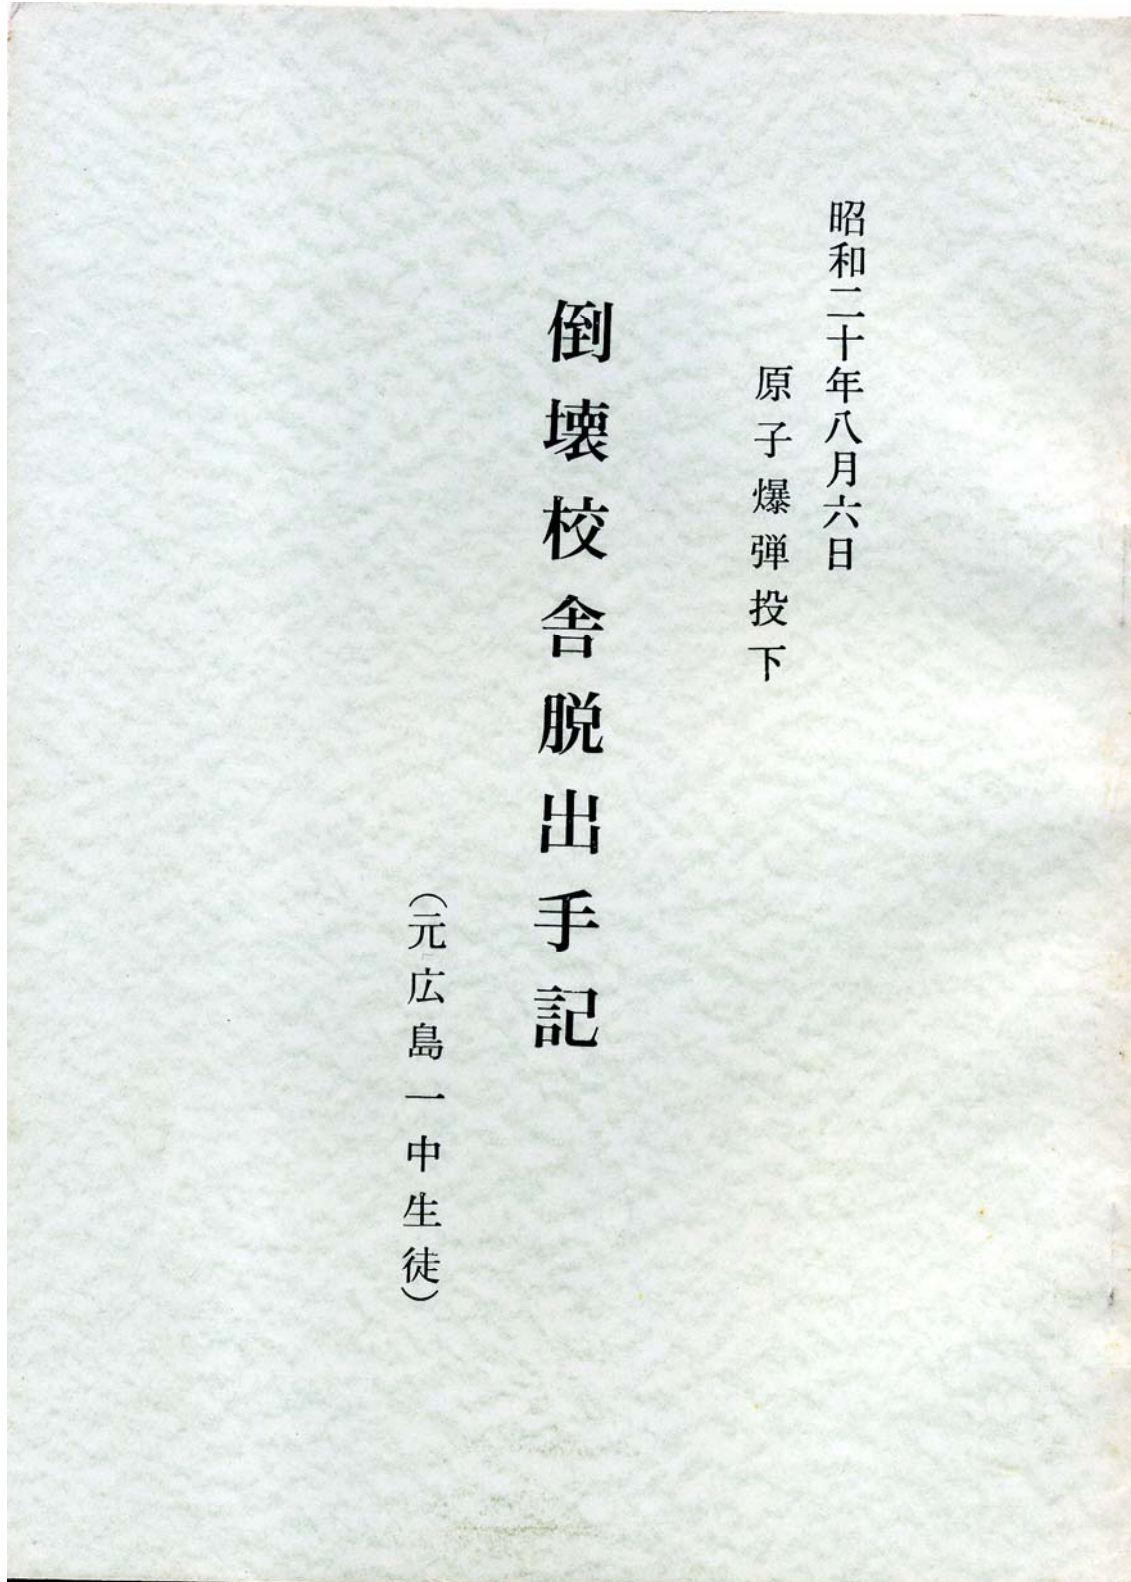 昭和二十年八月六日
原子爆弾投下
倒壊校舎脱出手記
（元広島一中生徒）